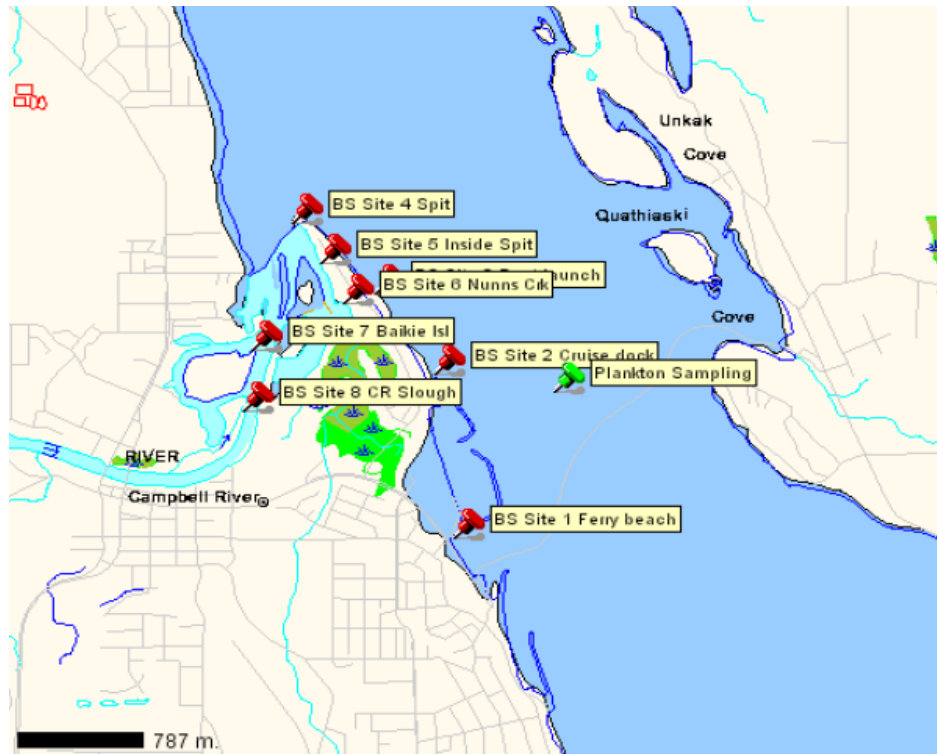 Unkak
Cove
BS Site 4 Spit
Quathiaski
BS Site 5 Inside Spit
BS Site 6 Nunns Crk
Cove
BS Site 7 Baikie Isl
BS Site 2 Cruise dock
Plankton Sampling
BS Site 8 CR Slough
RIVER
Campbell River
BS Site 1 Ferry beach
787 m.